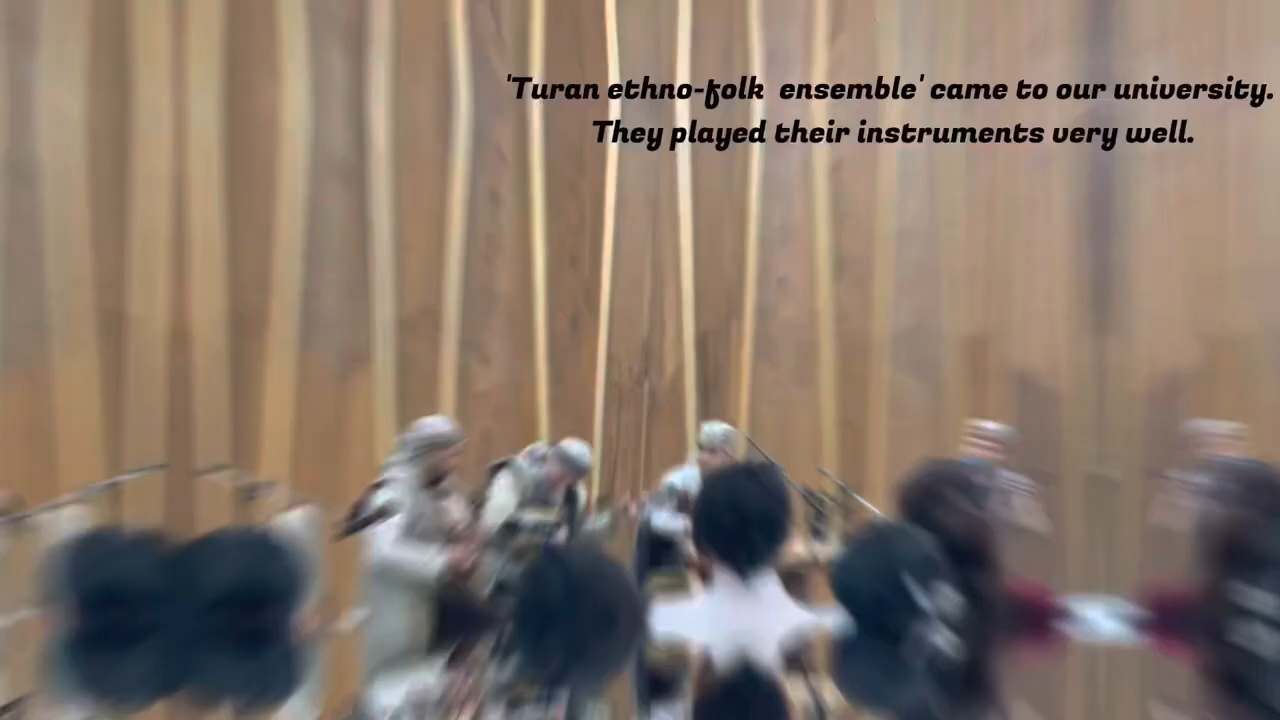 'Turan ethno-folk  ensemble' came to our university.
They played their instruments very well.